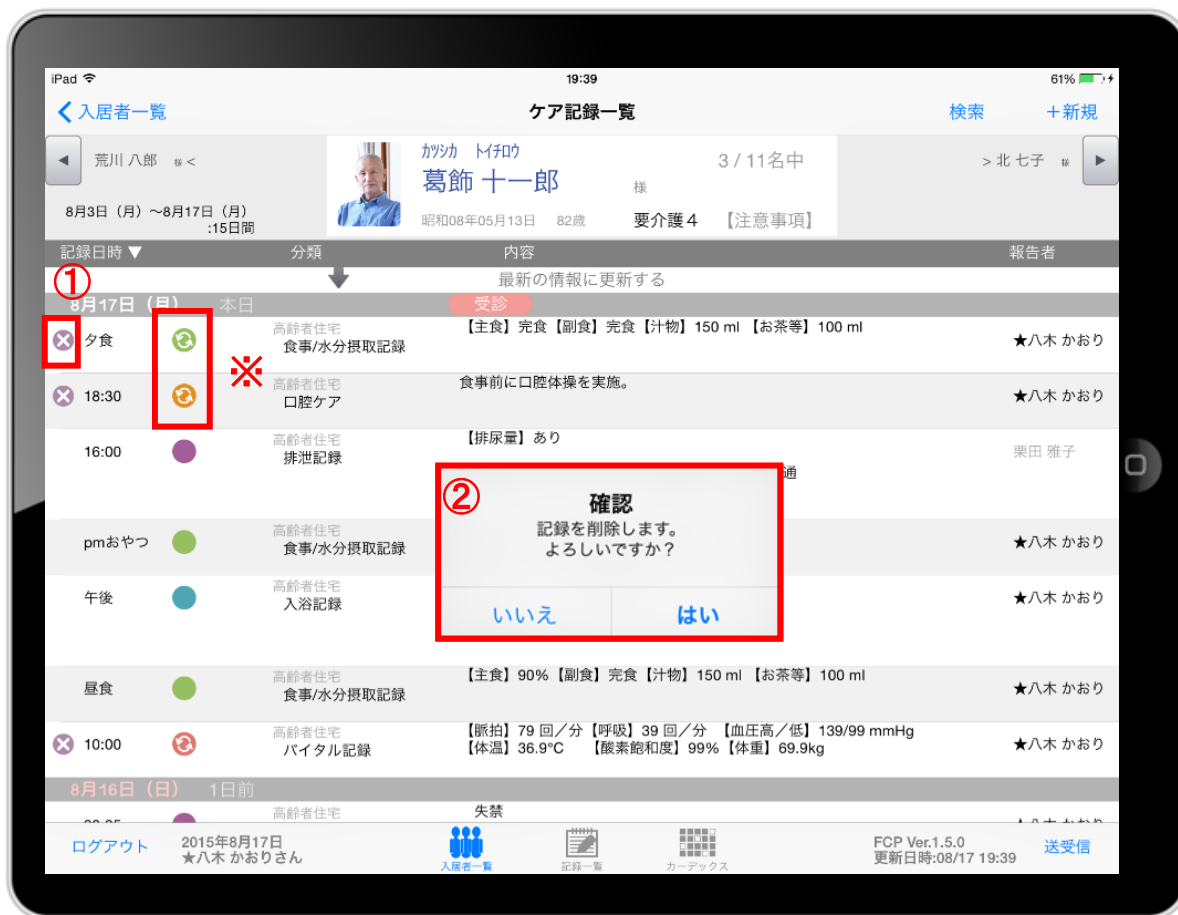 iPad 19:39 61%
入居者一覧 ケア記録一覧 検索 +新規
荒川 八郎 様 < カツシカ トイチロウ 3 / 11名中 > 北 七子 様
葛飾 十一郎 様
8月3日（月）～8月17日（月）
:15日間
昭和08年05月13日 82歳 要介護4 【注意事項】
記録日時 ▼ 分類 内容 報告者
① 最新の情報に更新する
8月17日（月） 本日 受診
夕食 高齢者住宅 【主食】完食【副食】完食【汁物】150 ml 【お茶等】100 ml
食事/水分摂取記録 ★八木 かおり
※
18:30 高齢者住宅 食事前に口腔体操を実施。
口腔ケア ★八木 かおり
16:00 高齢者住宅 【排尿量】あり
排泄記録 栗田 雅子
通
② 確認
記録を削除します。
よろしいですか？
いいえ はい
pmおやつ 高齢者住宅
食事/水分摂取記録 ★八木 かおり
午後 高齢者住宅
入浴記録 ★八木 かおり
昼食 高齢者住宅 【主食】90%【副食】完食【汁物】150 ml 【お茶等】100 ml
食事/水分摂取記録 ★八木 かおり
10:00 高齢者住宅 【脈拍】79 回／分【呼吸】39 回／分 【血圧高／低】139/99 mmHg
バイタル記録 【体温】36.9℃ 【酸素飽和度】99%【体重】69.9kg ★八木 かおり
8月16日（日） 1日前
高齢者住宅 失禁
ログアウト 2015年8月17日
★八木 かおりさん
入居者一覧 記録一覧 カーデックス
FCP Ver.1.5.0
更新日時:08/17 19:39 送受信